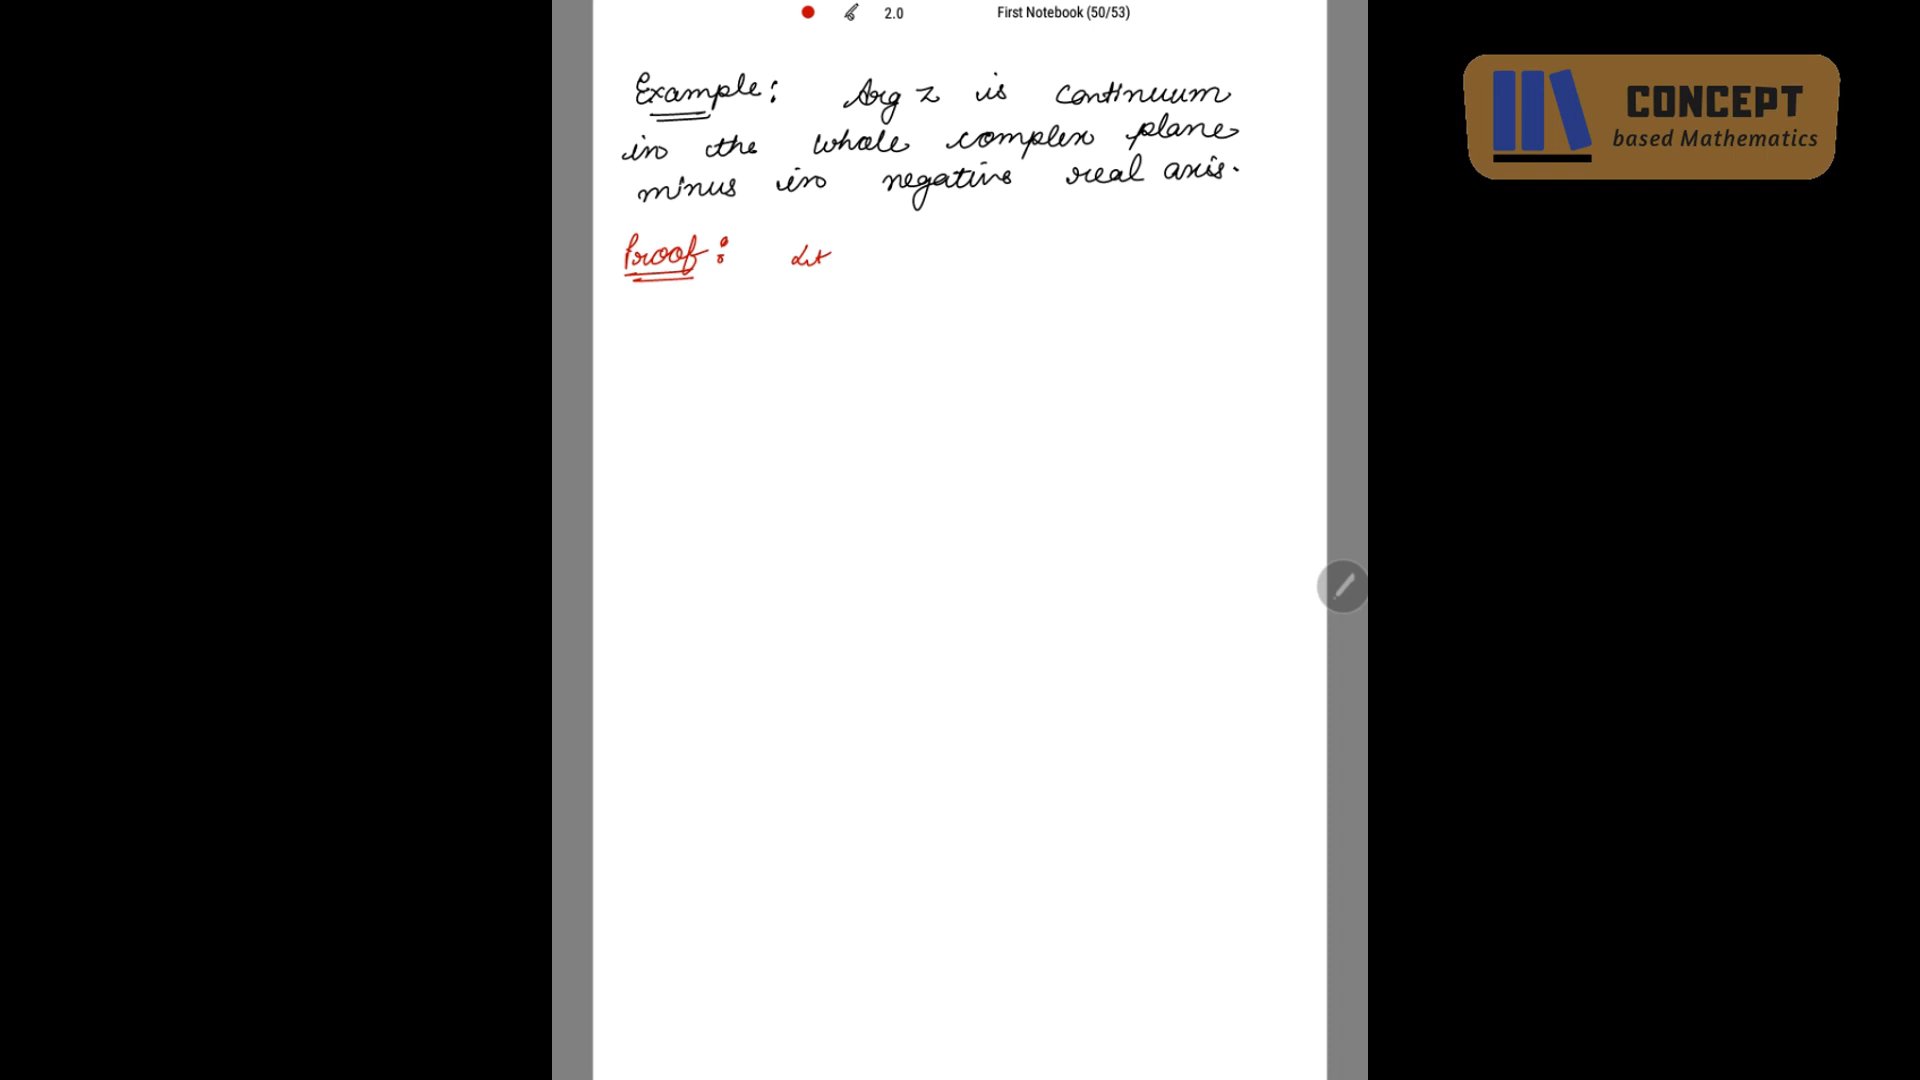 2.0 First Notebook (50/53)
Example: Arg z is continuum
in the whole complex plane
minus in negative real axis.
Proof: Let
CONCEPT
based Mathematics